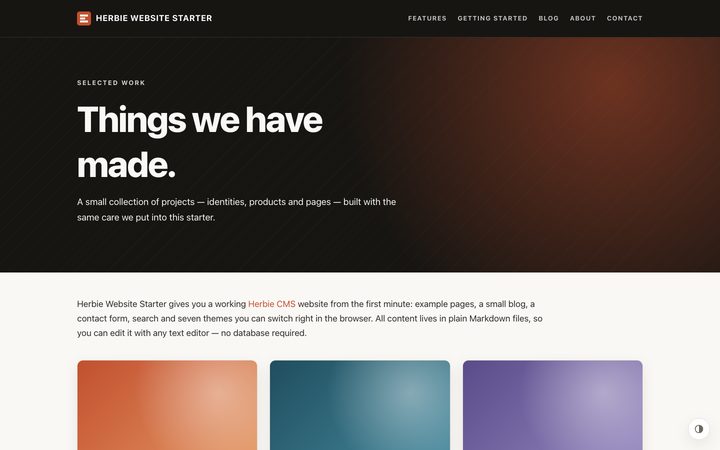 HERBIE WEBSITE STARTER
FEATURES GETTING STARTED BLOG ABOUT CONTACT
SELECTED WORK
Things we have
made.
A small collection of projects — identities, products and pages — built with the
same care we put into this starter.
Herbie Website Starter gives you a working Herbie CMS website from the first minute: example pages, a small blog, a
contact form, search and seven themes you can switch right in the browser. All content lives in plain Markdown files, so
you can edit it with any text editor — no database required.